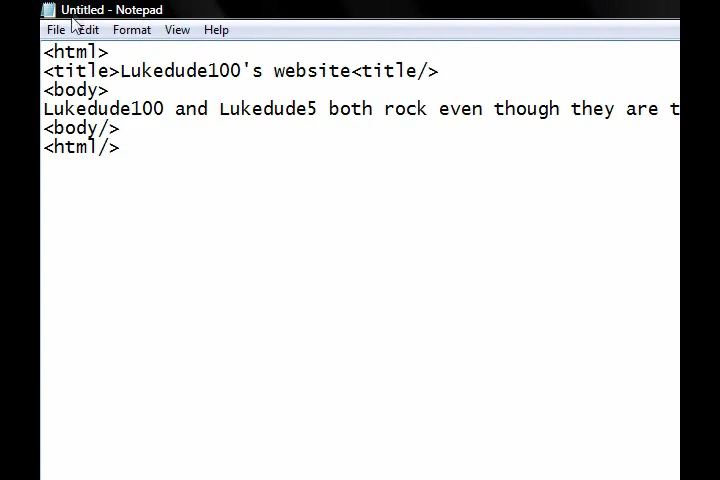 Untitled - Notepad
File Edit Format View Help
<html>
<title>Lukedude100's website<title/>
<body>
Lukedude100 and Lukedude5 both rock even though they are t
<body/>
<html/>